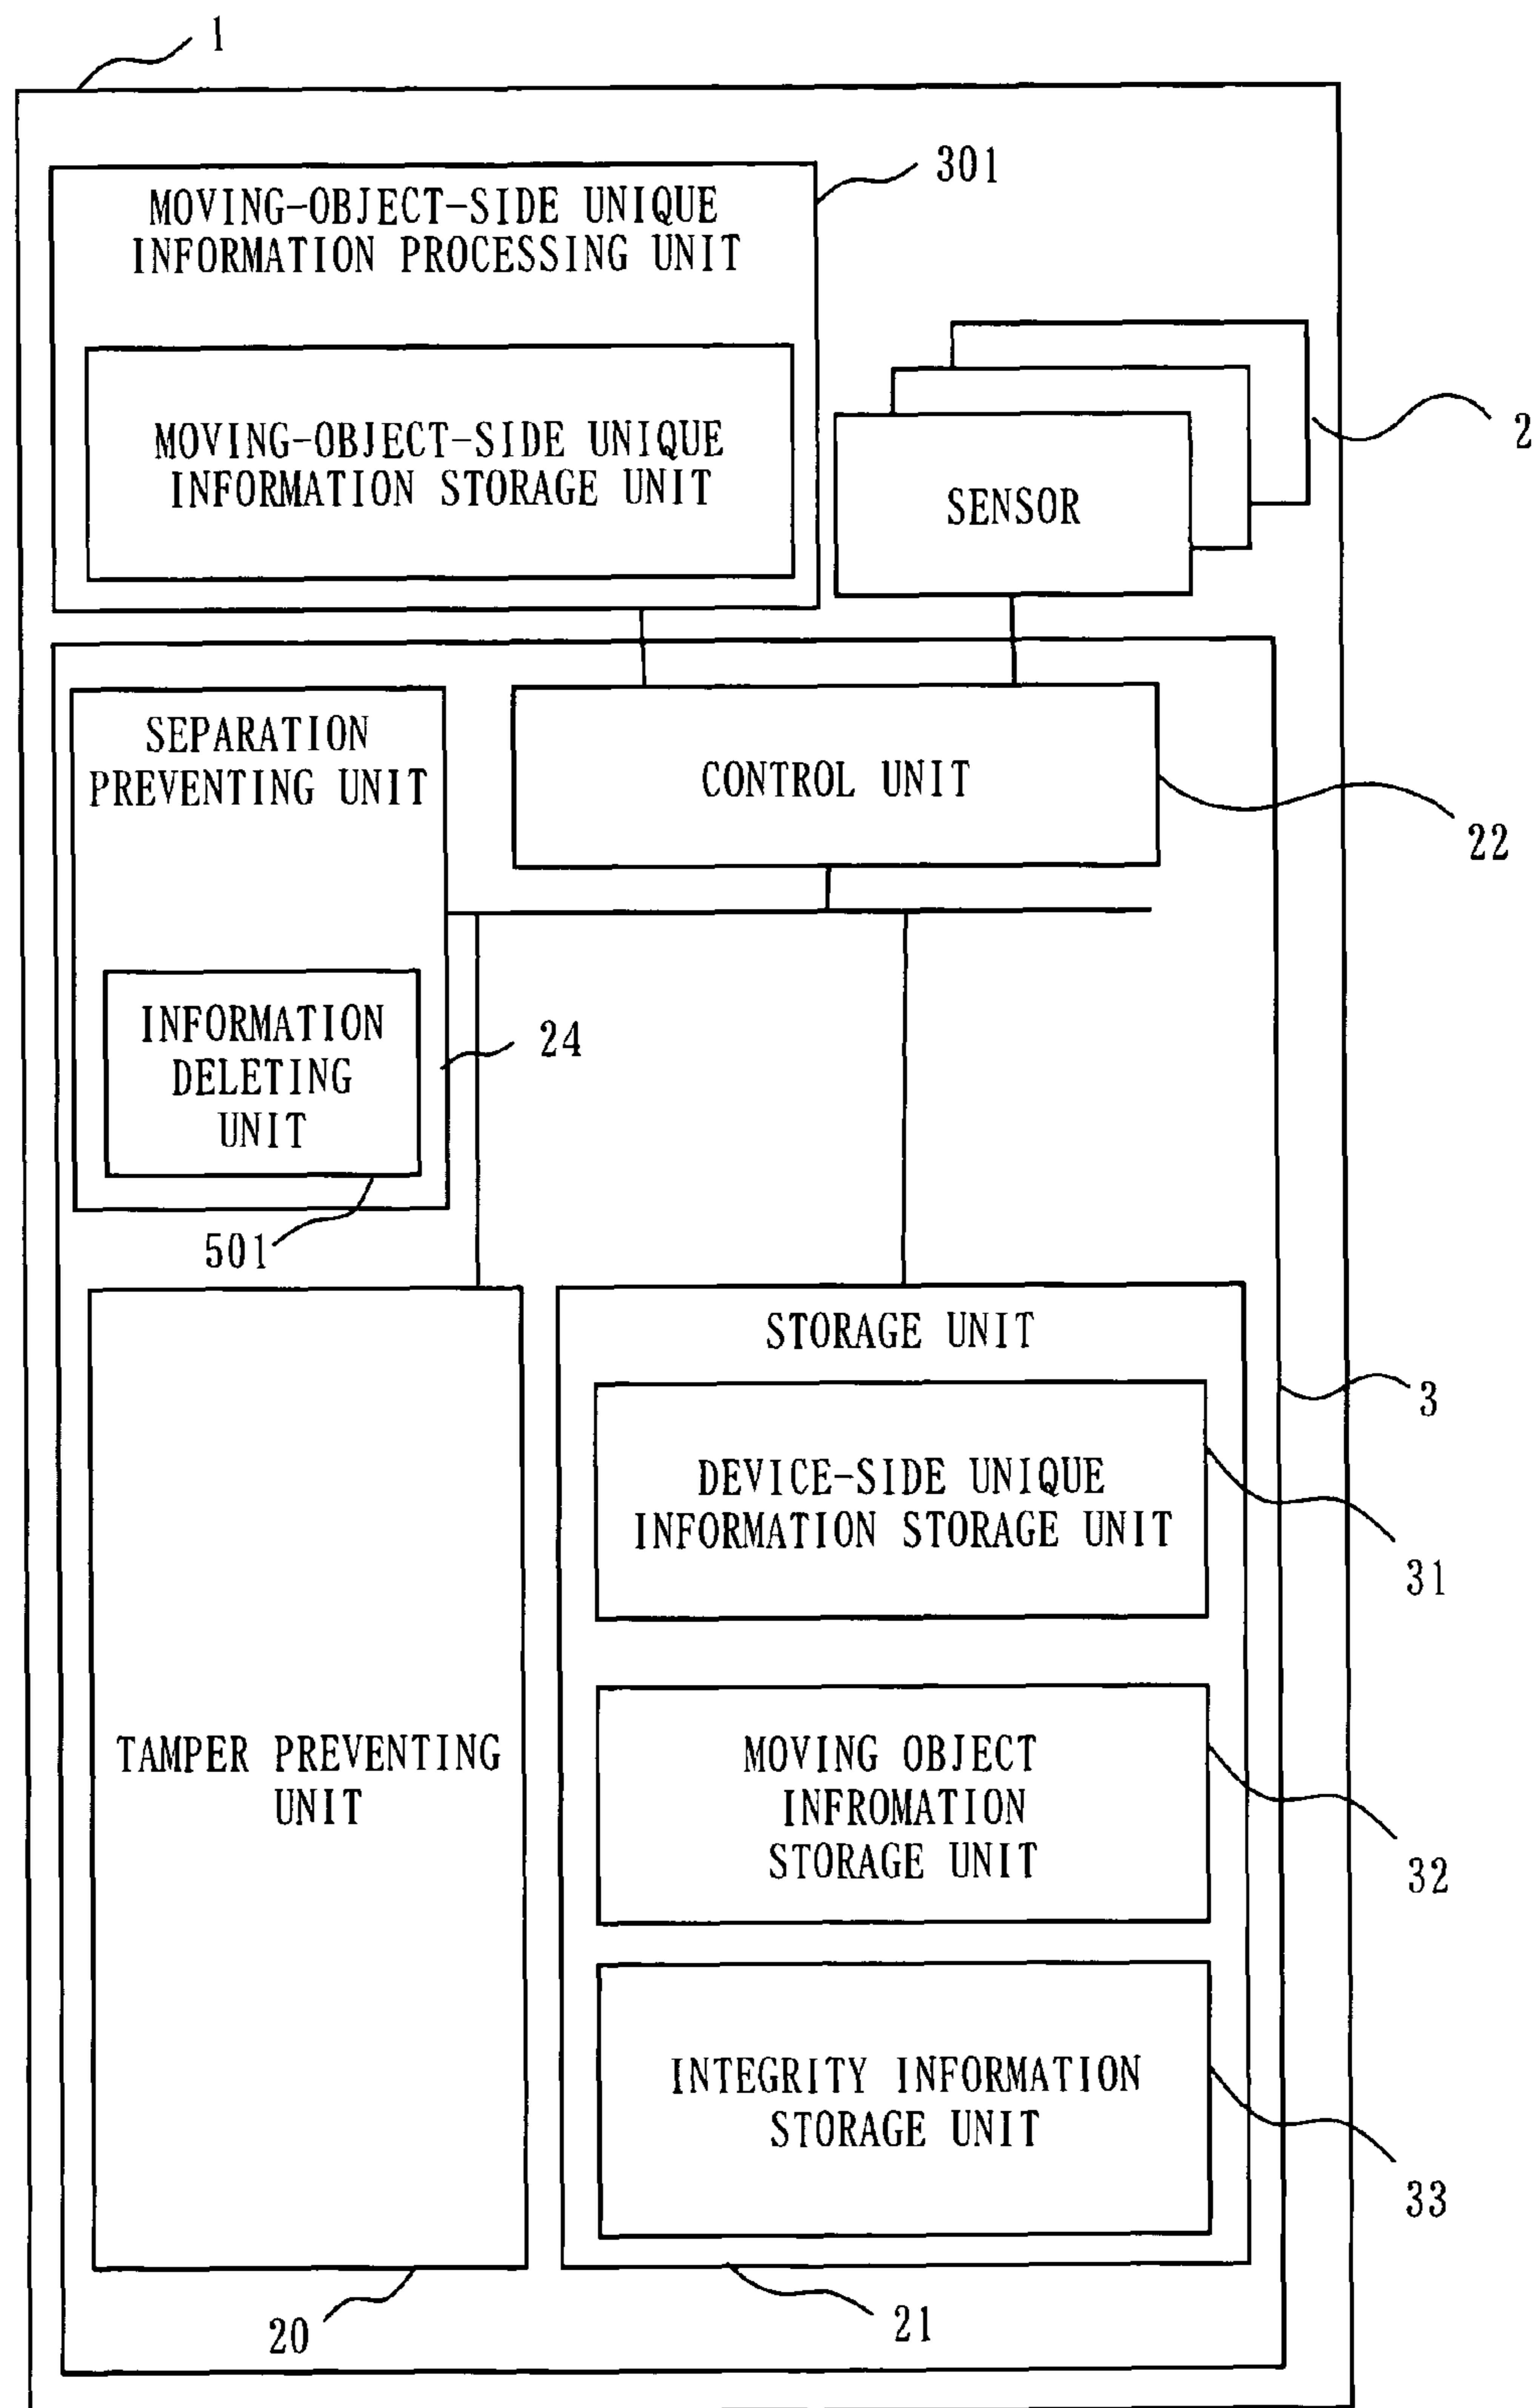 1
301
MOVING-OBJECT-SIDE UNIQUE
INFORMATION PROCESSING UNIT
MOVING-OBJECT-SIDE UNIQUE
INFORMATION STORAGE UNIT
2
SENSOR
SEPARATION
PREVENTING UNIT
CONTROL UNIT
22
INFORMATION
DELETING
UNIT
24
501
STORAGE UNIT
3
DEVICE-SIDE UNIQUE
INFORMATION STORAGE UNIT
31
TAMPER PREVENTING
UNIT
MOVING OBJECT
INFROMATION
STORAGE UNIT
32
INTEGRITY INFORMATION
STORAGE UNIT
33
20
21